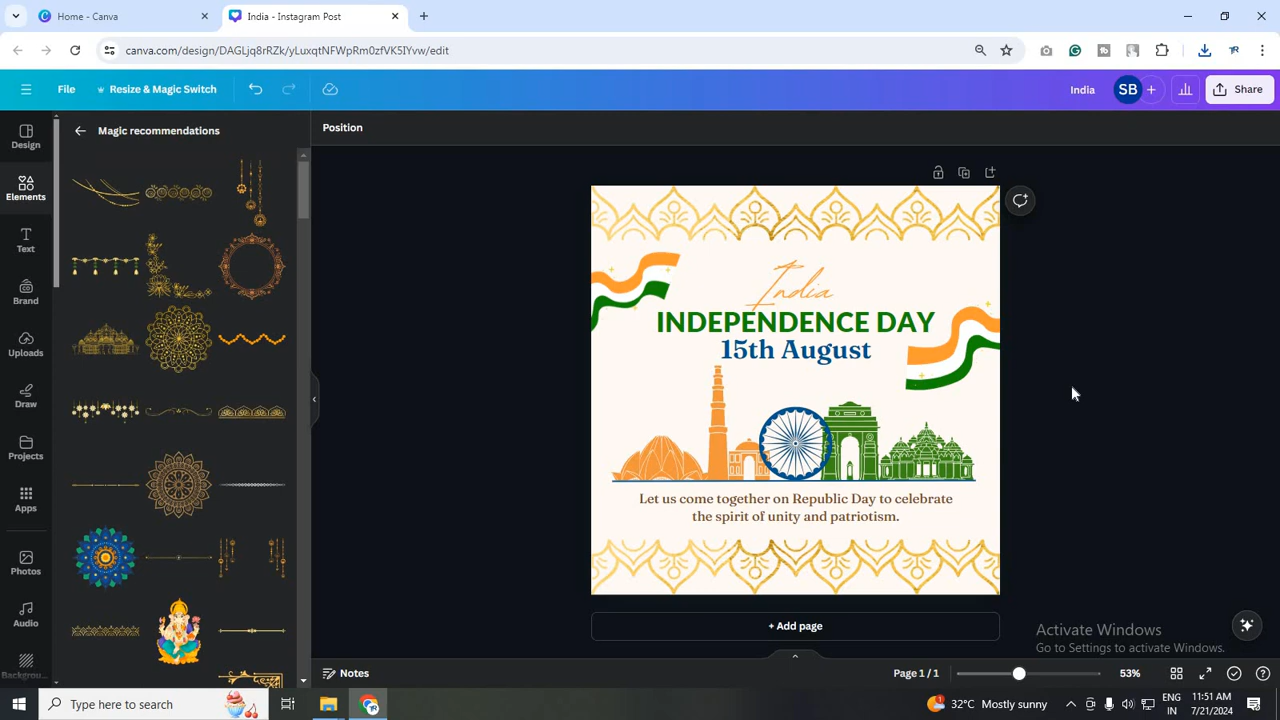 Home - Canva
India - Instagram Post
canva.com/design/DAGLjq8rRZk/yLuxqtNFWpRm0zfVK5IYvw/edit
File
Resize & Magic Switch
India
SB
Share
Design
Elements
Text
Brand
Uploads
Draw
Projects
Apps
Photos
Audio
Backgrou...
Magic recommendations
Position
India
INDEPENDENCE DAY
15th August
Let us come together on Republic Day to celebrate
the spirit of unity and patriotism.
+ Add page
Activate Windows
Go to Settings to activate Windows.
Notes
Page 1 / 1
53%
Type here to search
32°C Mostly sunny
ENG
IN
11:51 AM
7/21/2024